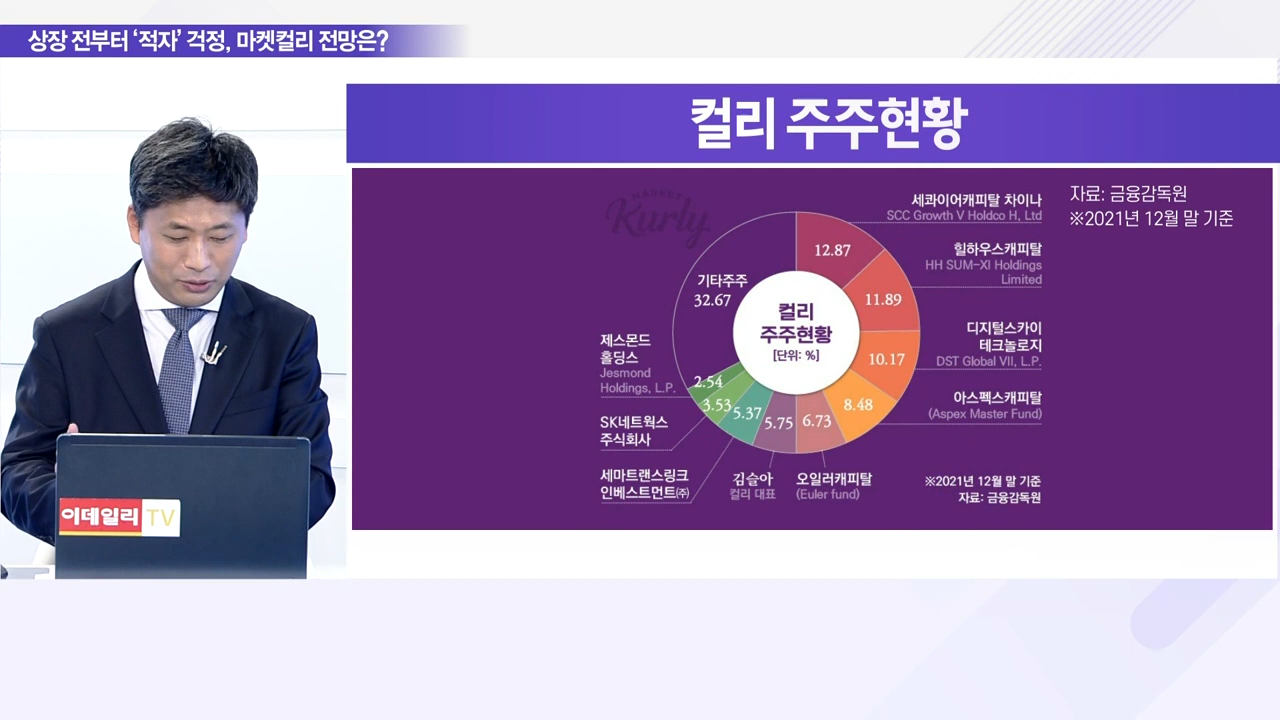 상장 전부터 ‘적자’ 걱정, 마켓컬리 전망은?
컬리 주주현황
자료: 금융감독원
※2021년 12월 말 기준
MARKET
Kurly
세콰이어캐피탈 차이나
SCC Growth V Holdco H, Ltd
12.87
힐하우스캐피탈
HH SUM-XI Holdings
Limited
11.89
디지털스카이
테크놀로지
DST Global VII, L.P.
10.17
아스펙스캐피탈
(Aspex Master Fund)
8.48
오일러캐피탈
(Euler fund)
6.73
김슬아
컬리 대표
5.75
세마트랜스링크
인베스트먼트㈜
5.37
SK네트웍스
주식회사
3.53
제스몬드
홀딩스
Jesmond
Holdings, L.P.
2.54
기타주주
32.67
컬리
주주현황
[단위: %]
※2021년 12월 말 기준
자료: 금융감독원
이데일리 TV